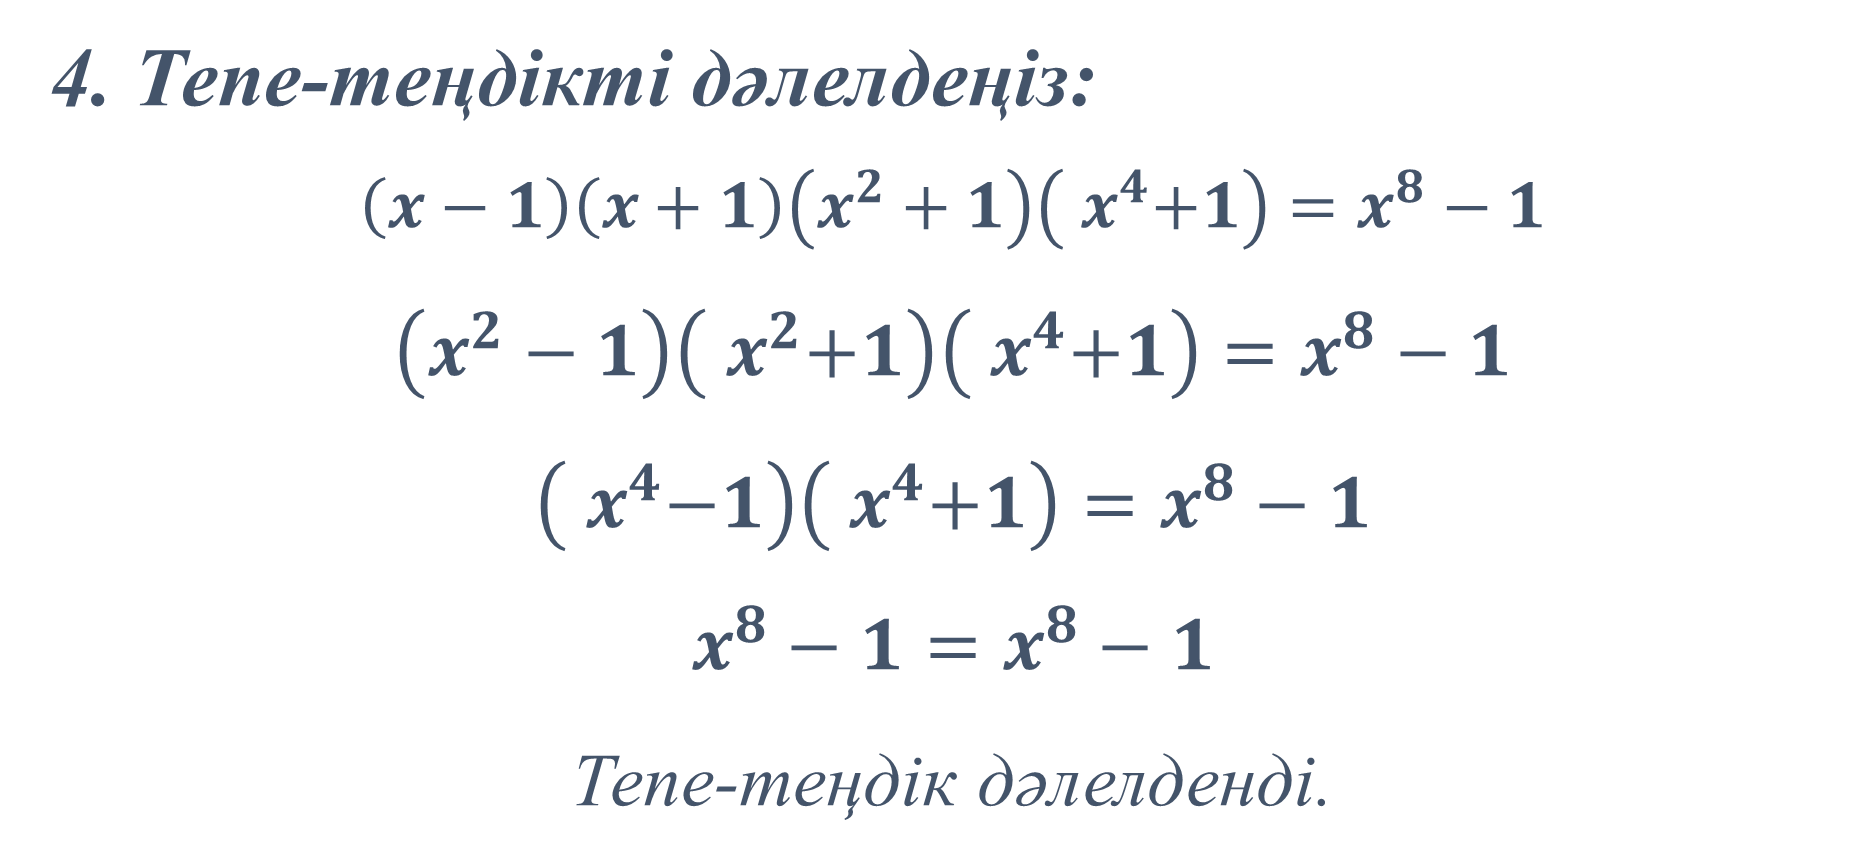 4. Тепе-теңдікті дәлелдеңіз:
(x − 1)(x + 1)(x² + 1)( x⁴+1) = x⁸ − 1
(x² − 1)( x²+1)( x⁴+1) = x⁸ − 1
( x⁴−1)( x⁴+1) = x⁸ − 1
x⁸ − 1 = x⁸ − 1
Тепе-теңдік дәлелденді.